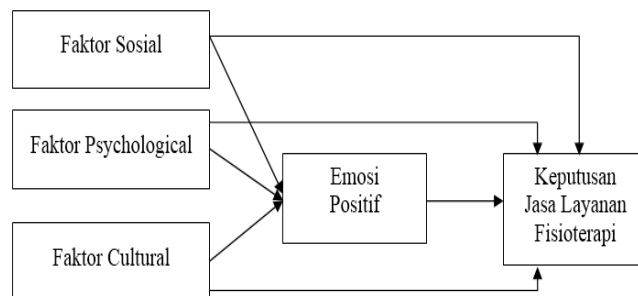 Faktor Sosial
Faktor Psychological
Emosi
Positif
Keputusan
Jasa Layanan
Fisioterapi
Faktor Cultural